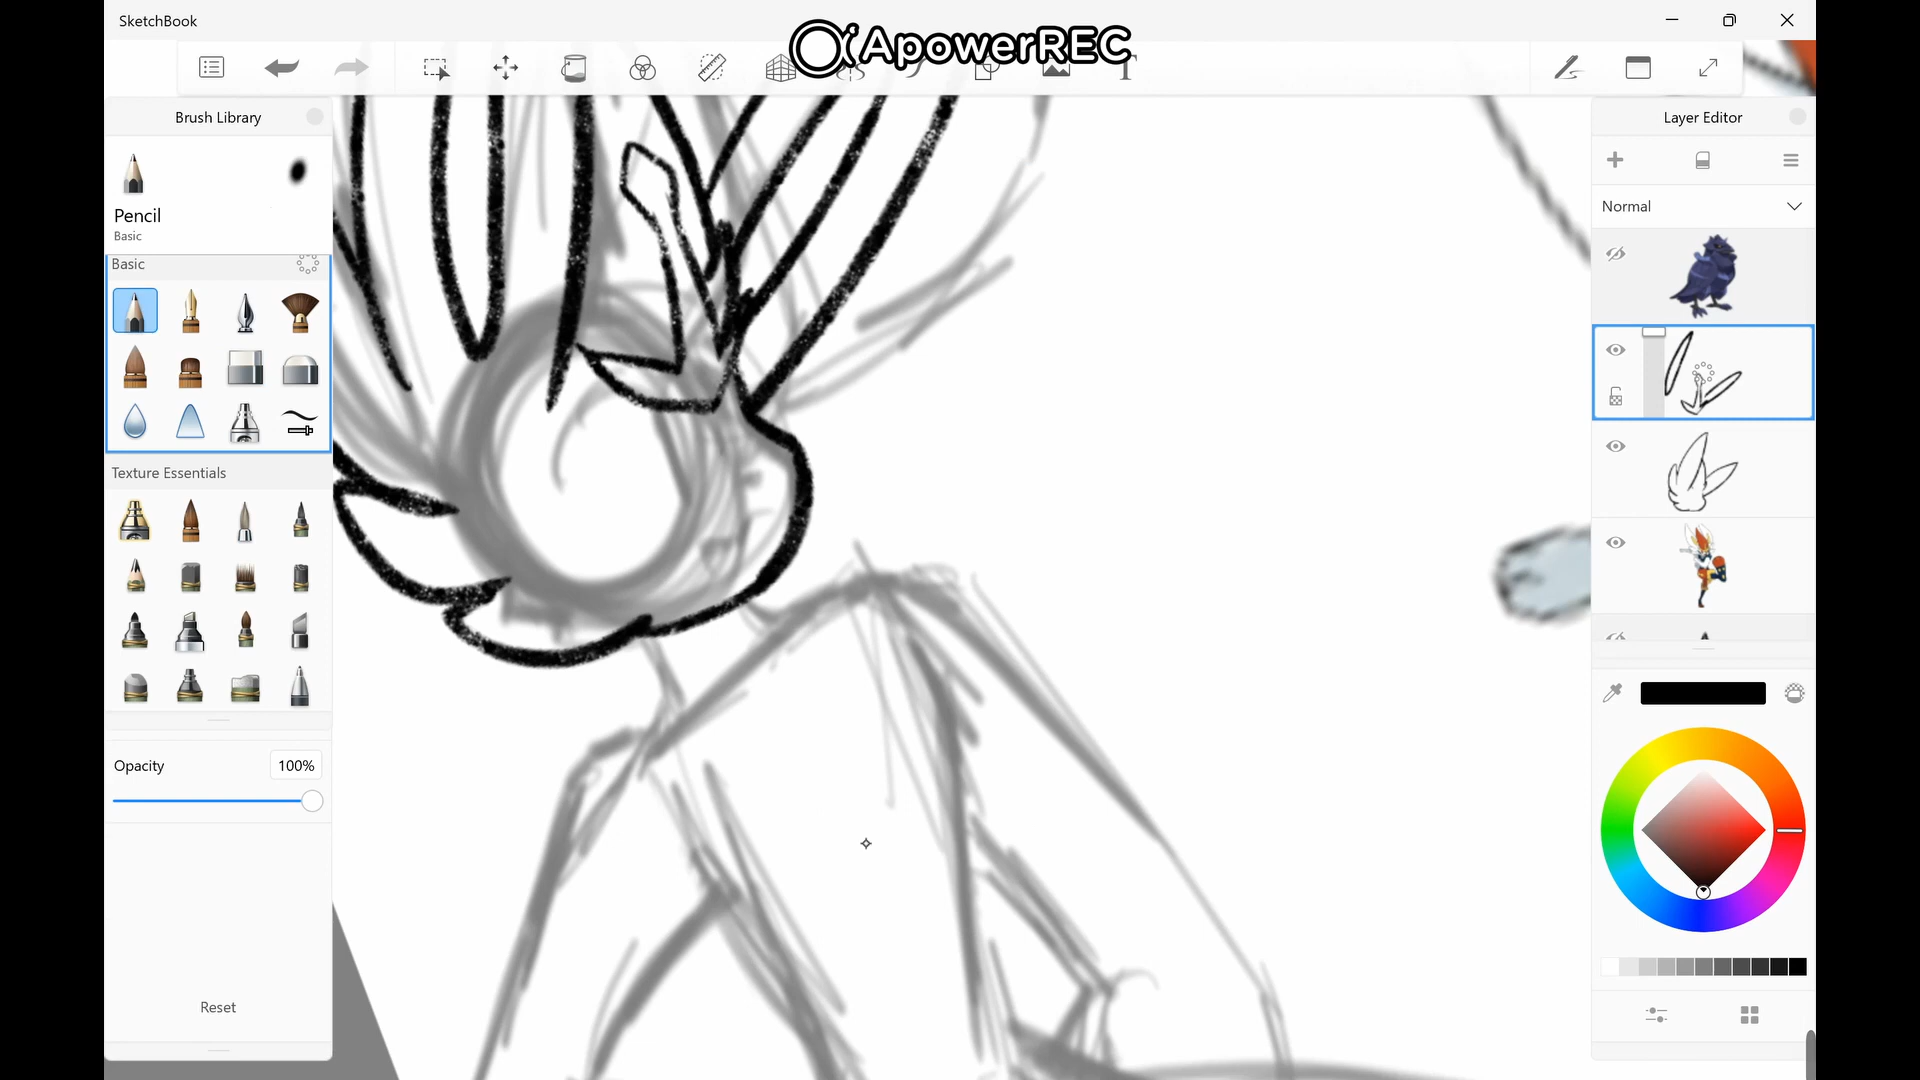 SketchBook
ApowerREC
T
Brush Library
Layer Editor
Pencil
Basic
Normal
Basic
Texture Essentials
Opacity
100%
Reset